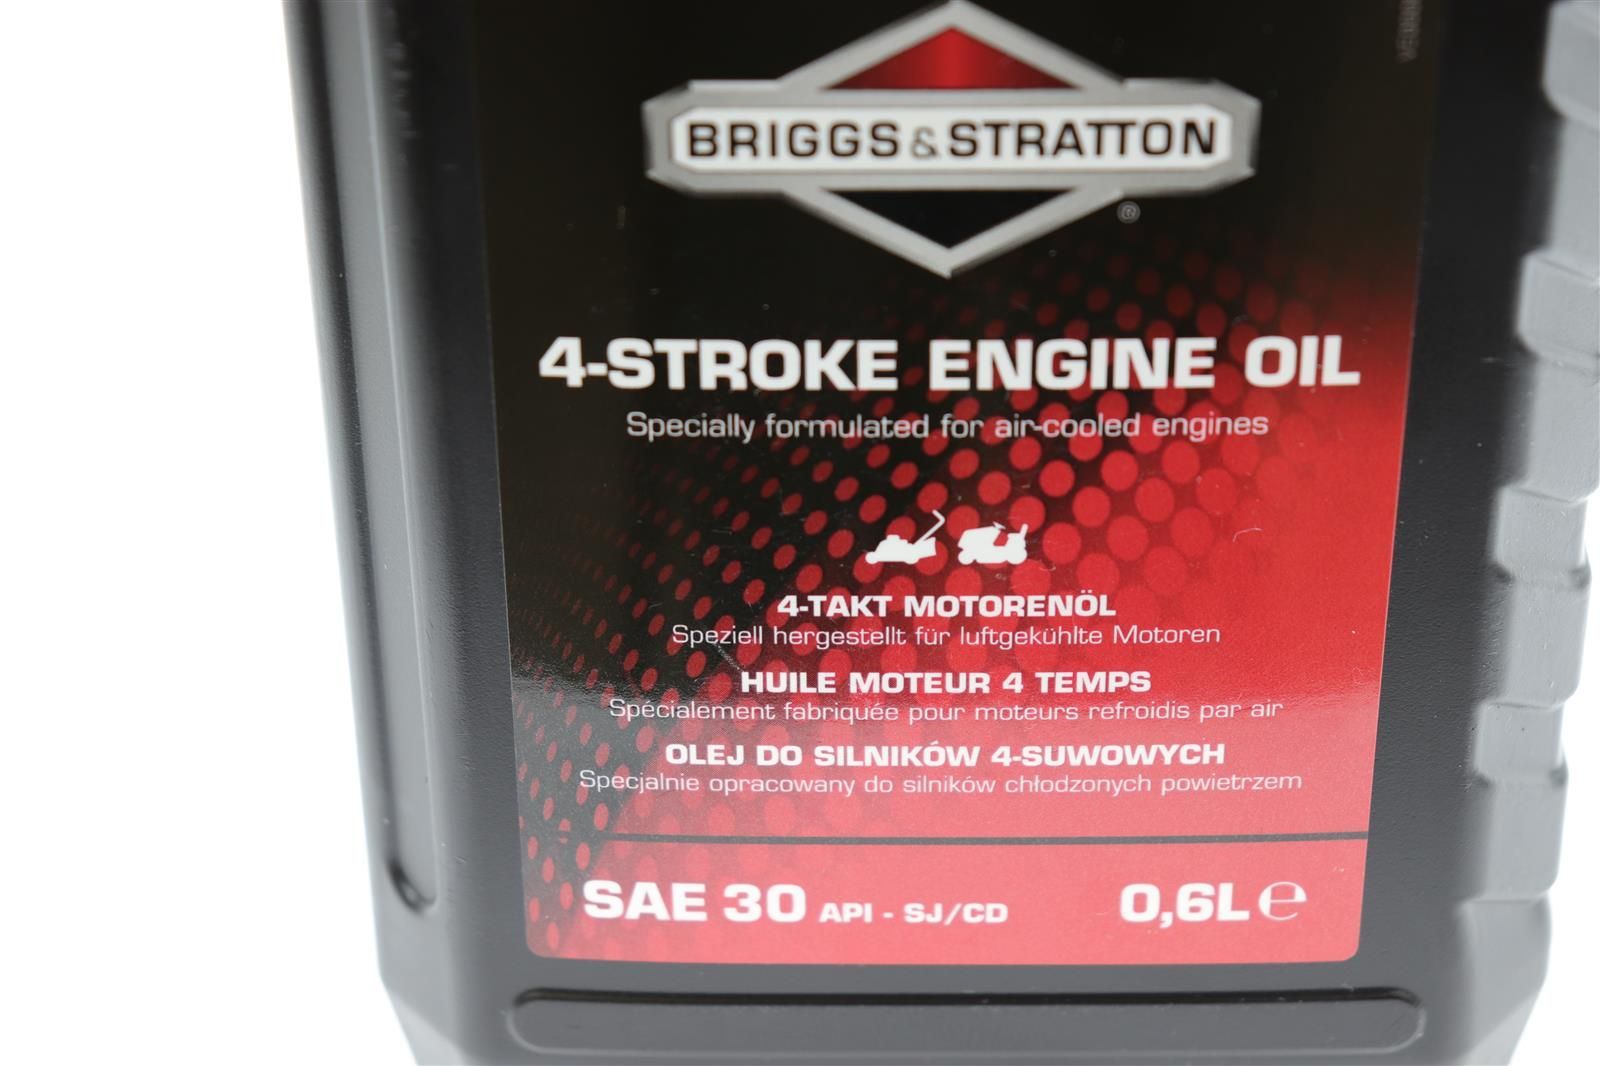 BRIGGS & STRATTON
®
4-STROKE ENGINE OIL
Specially formulated for air-cooled engines
4-TAKT MOTORENÖL
Speziell hergestellt für luftgekühlte Motoren
HUILE MOTEUR 4 TEMPS
Spécialement fabriquée pour moteurs refroidis par air
OLEJ DO SILNIKÓW 4-SUWOWYCH
Specjalnie opracowany do silników chłodzonych powietrzem
SAE 30 API - SJ/CD 0,6L ℮